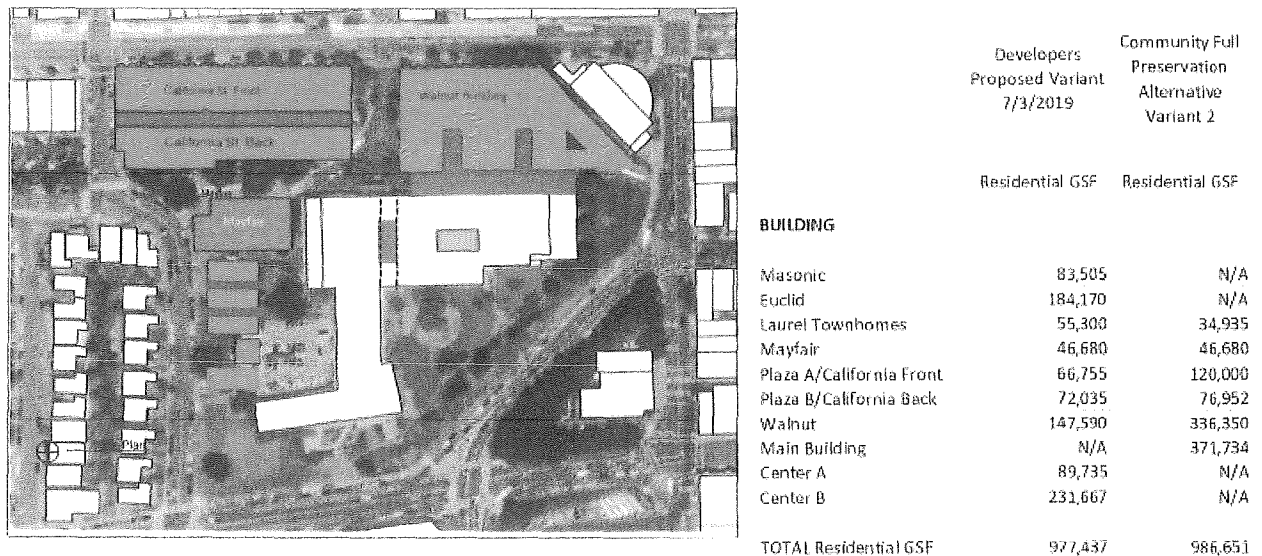 California St. Front
California St. Back
Walnut Building
Mayfair
Plan
Developers
Proposed Variant
7/3/2019
Community Full
Preservation
Alternative
Variant 2
Residential GSF Residential GSF
BUILDING
Masonic 83,505 N/A
Euclid 184,170 N/A
Laurel Townhomes 55,300 34,935
Mayfair 46,680 46,680
Plaza A/California Front 66,755 120,000
Plaza B/California Back 72,035 76,952
Walnut 147,590 336,350
Main Building N/A 371,734
Center A 89,735 N/A
Center B 231,667 N/A
TOTAL Residential GSF 977,437 986,651